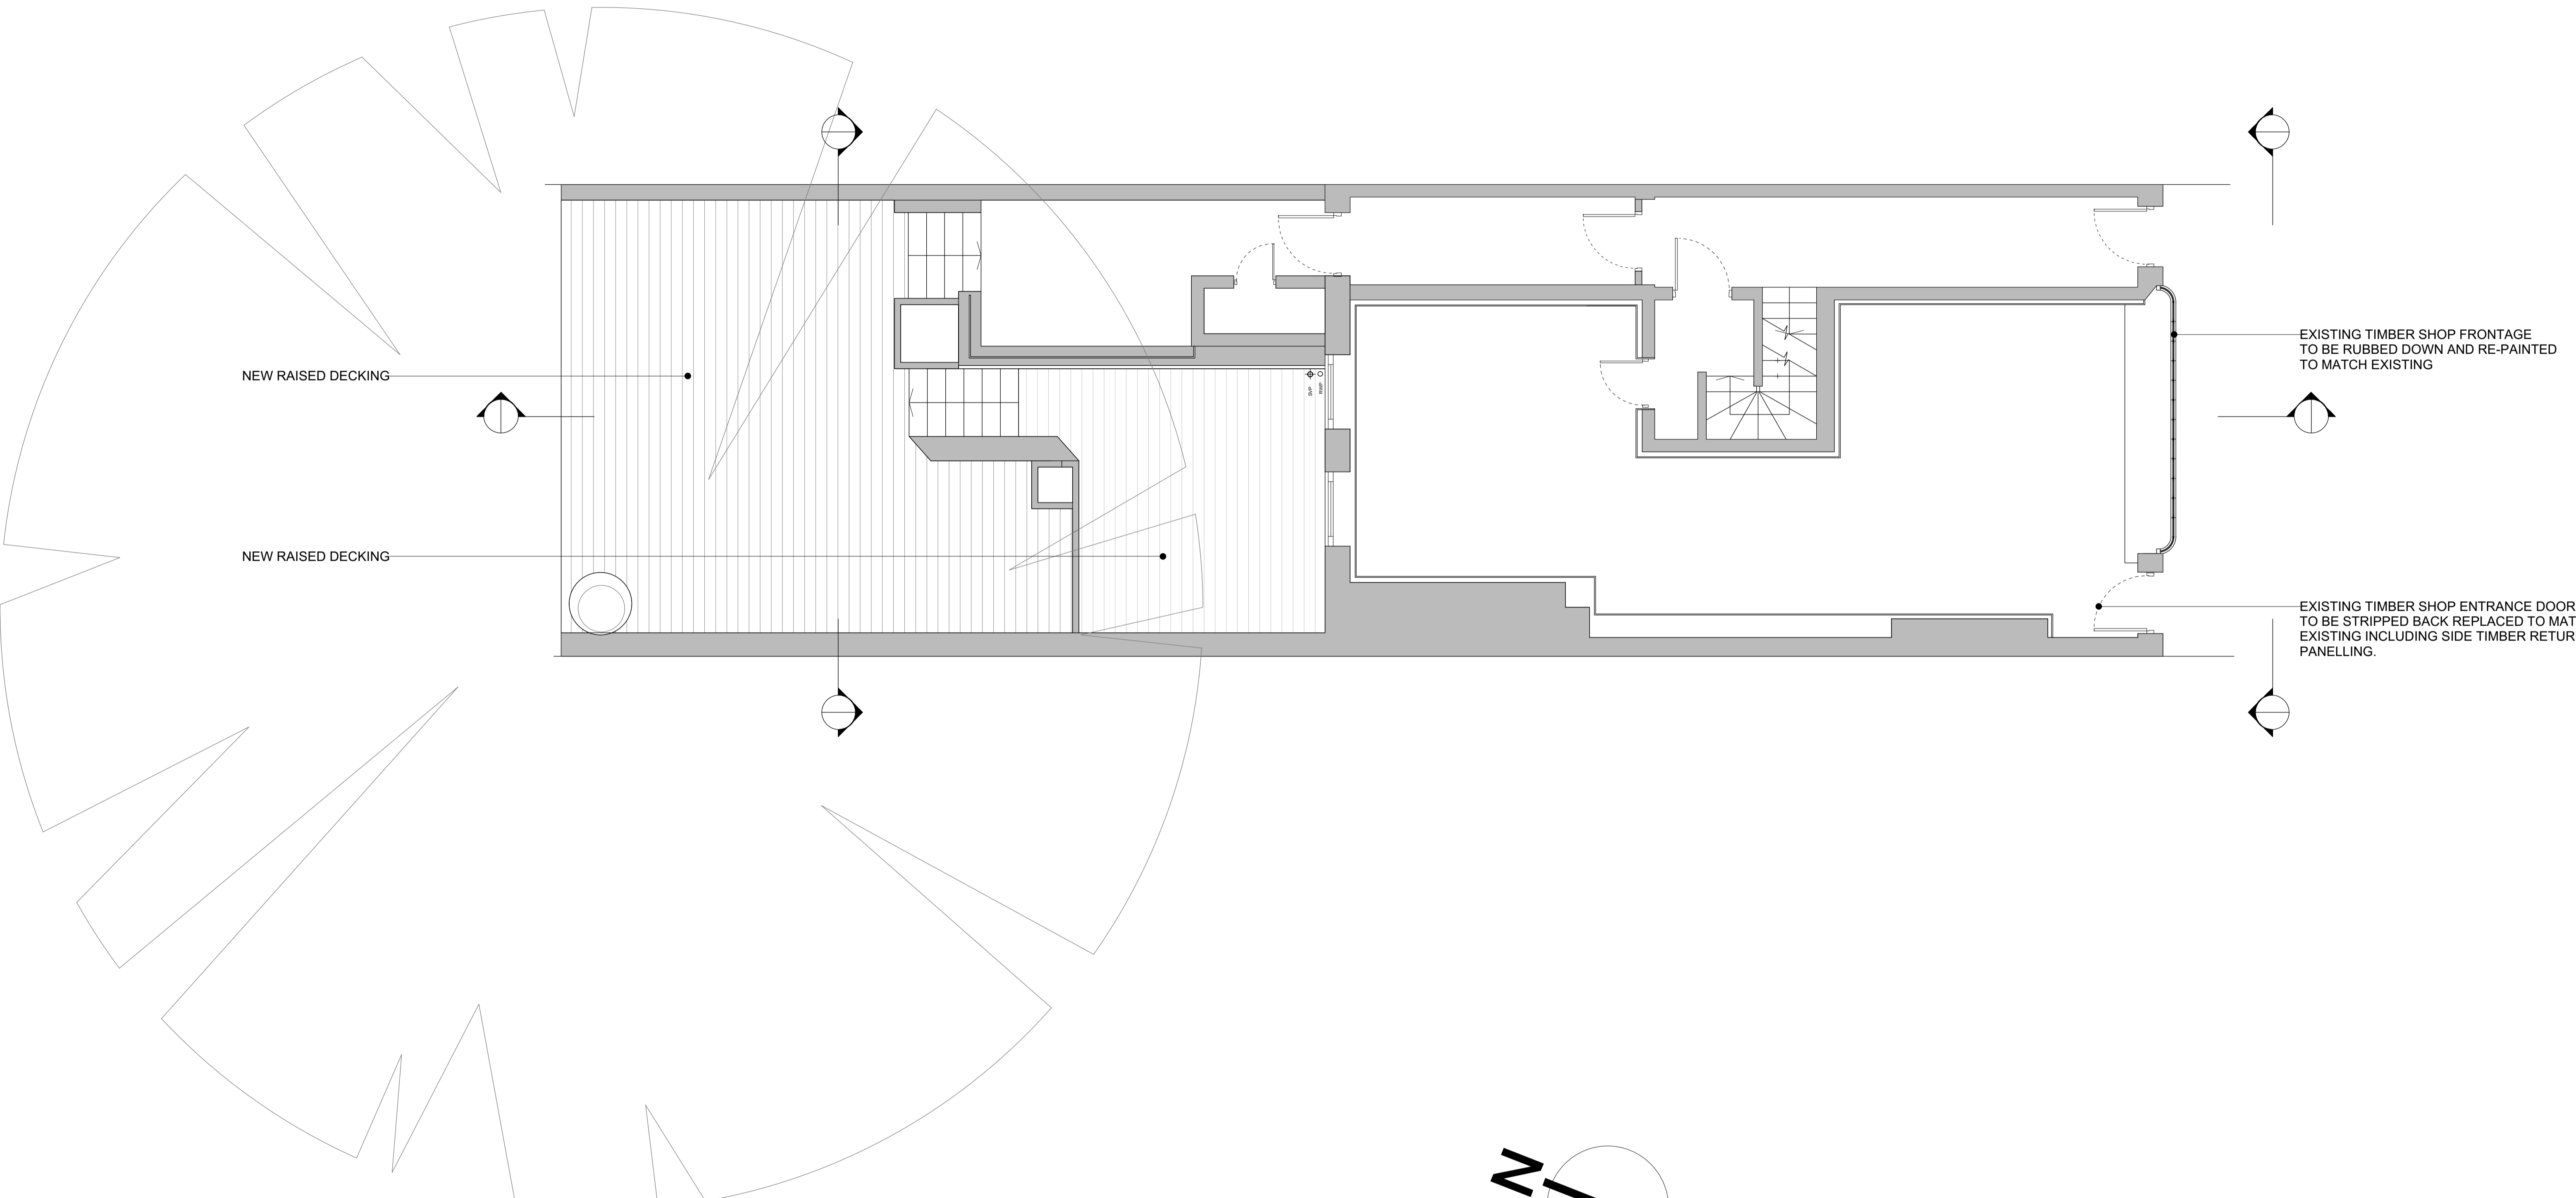 NEW RAISED DECKING
NEW RAISED DECKING
SVP
RWP
EXISTING TIMBER SHOP FRONTAGE
TO BE RUBBED DOWN AND RE-PAINTED
TO MATCH EXISTING
EXISTING TIMBER SHOP ENTRANCE DOOR
TO BE STRIPPED BACK REPLACED TO MAT
EXISTING INCLUDING SIDE TIMBER RETUR
PANELLING.
N